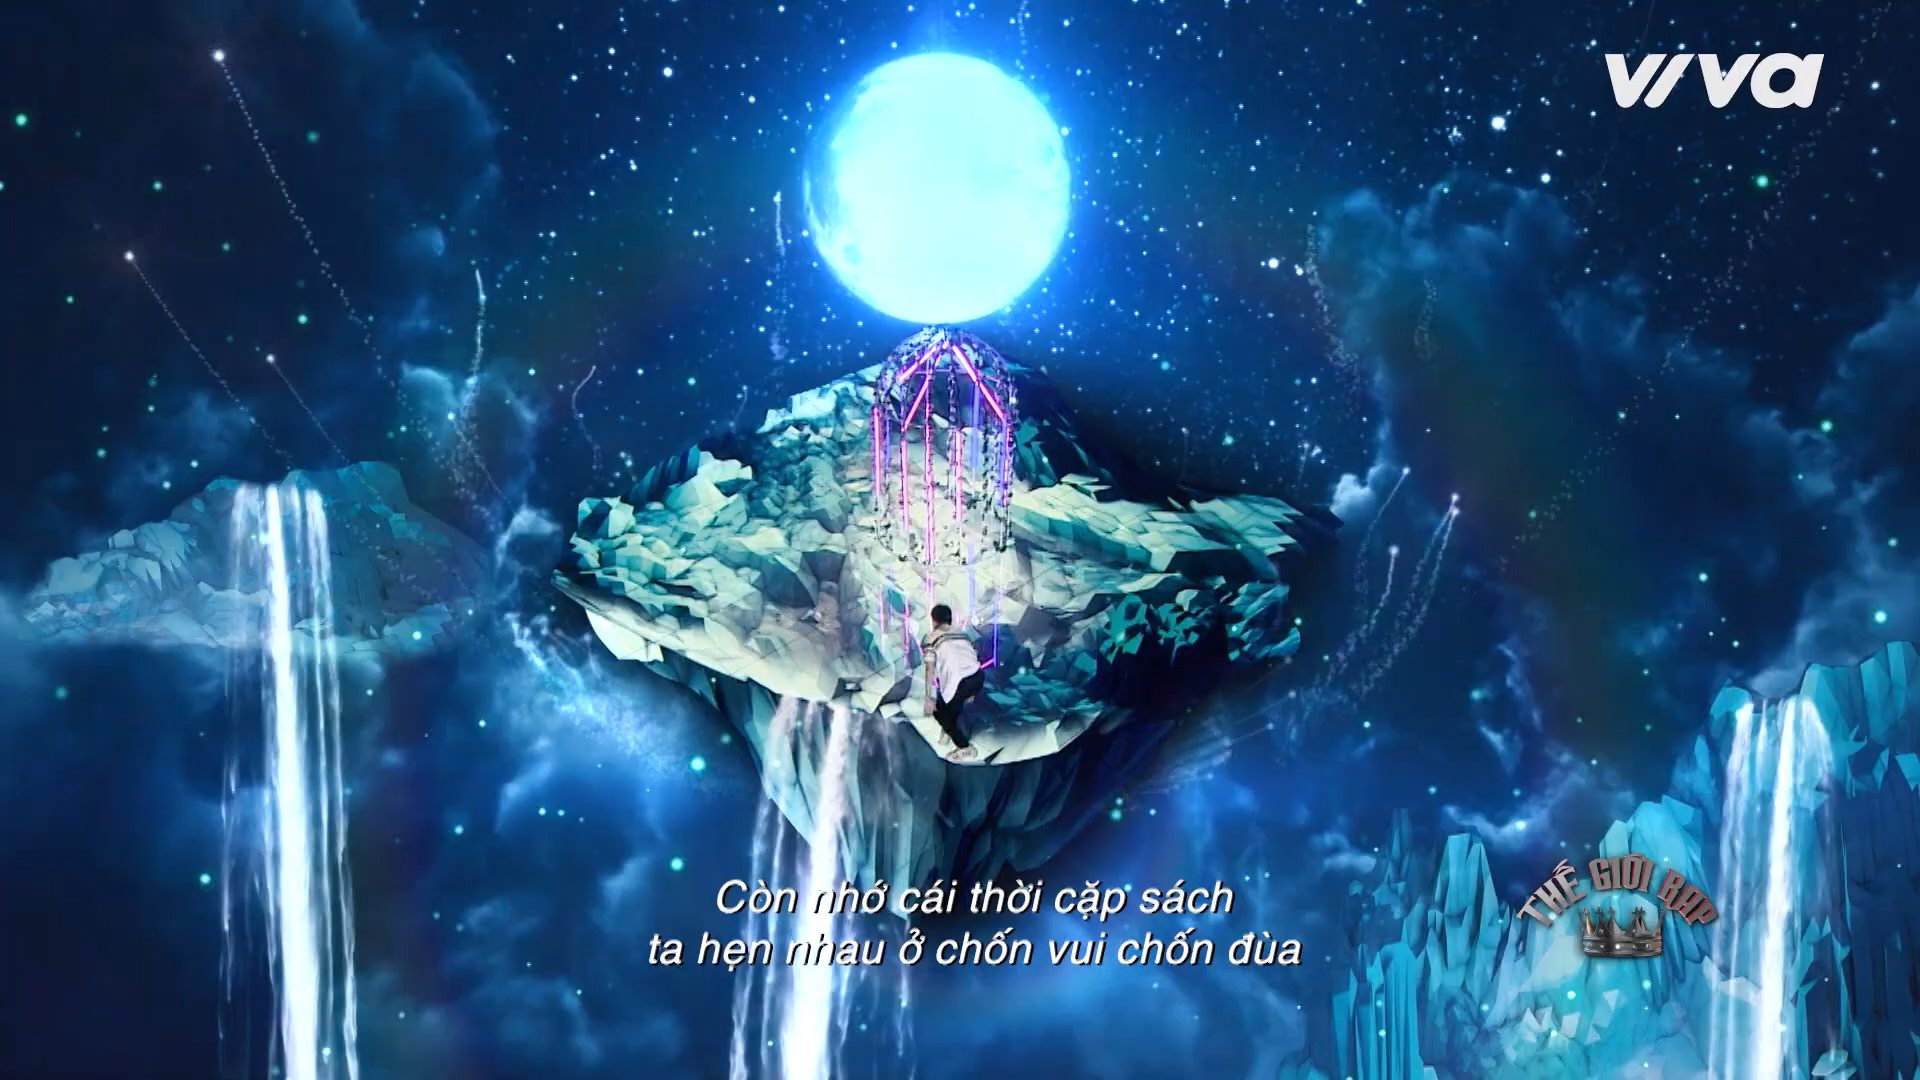 VIVA
THẾ GIỚI RAP
Còn nhớ cái thời cặp sách
ta hẹn nhau ở chốn vui chốn đùa